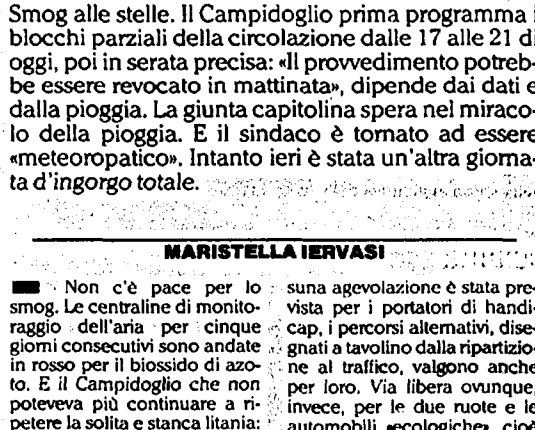 Smog alle stelle. Il Campidoglio prima programma i
blocchi parziali della circolazione dalle 17 alle 21 di
oggi, poi in serata precisa: «Il provvedimento potreb-
be essere revocato in mattinata», dipende dai dati e
dalla pioggia. La giunta capitolina spera nel miraco-
lo della pioggia. E il sindaco è tornato ad essere
«meteoropatico». Intanto ieri è stata un'altra giorna-
ta d'ingorgo totale.
MARISTELLA IERVASI
Non c'è pace per lo
smog. Le centraline di monito-
raggio dell'aria per cinque
giorni consecutivi sono andate
in rosso per il biossido di azo-
to. E il Campidoglio che non
poteveva più continuare a ri-
petere la solita e stanca litania:
suna agevolazione è stata pre-
vista per i portatori di handi-
cap, i percorsi alternativi, dise-
gnati a tavolino dalla ripartizio-
ne al traffico, valgono anche
per loro. Via libera ovunque,
invece, per le due ruote e le
automobili «ecologiche» cioè